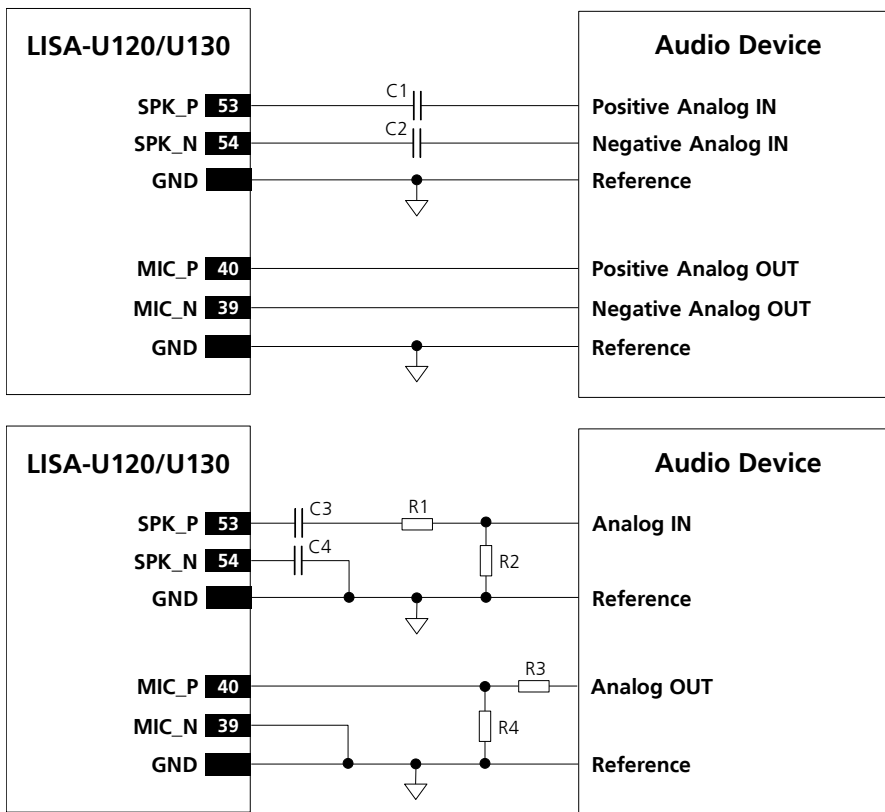 LISA-U120/U130
Audio Device
C1
SPK_P 53
Positive Analog IN
C2
SPK_N 54
Negative Analog IN
GND
Reference
MIC_P 40
Positive Analog OUT
MIC_N 39
Negative Analog OUT
GND
Reference
LISA-U120/U130
Audio Device
C3
R1
SPK_P 53
Analog IN
C4
SPK_N 54
R2
GND
Reference
R3
MIC_P 40
Analog OUT
MIC_N 39
R4
GND
Reference